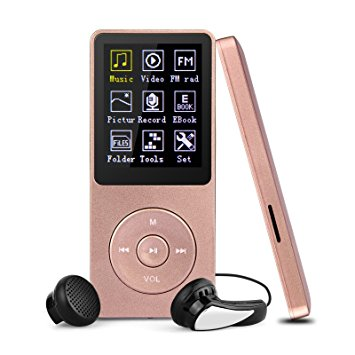 Music Video FM rad
FM
Pictur Record EBook
E
BOOK
FILES
Folder Tools Set
M
VOL